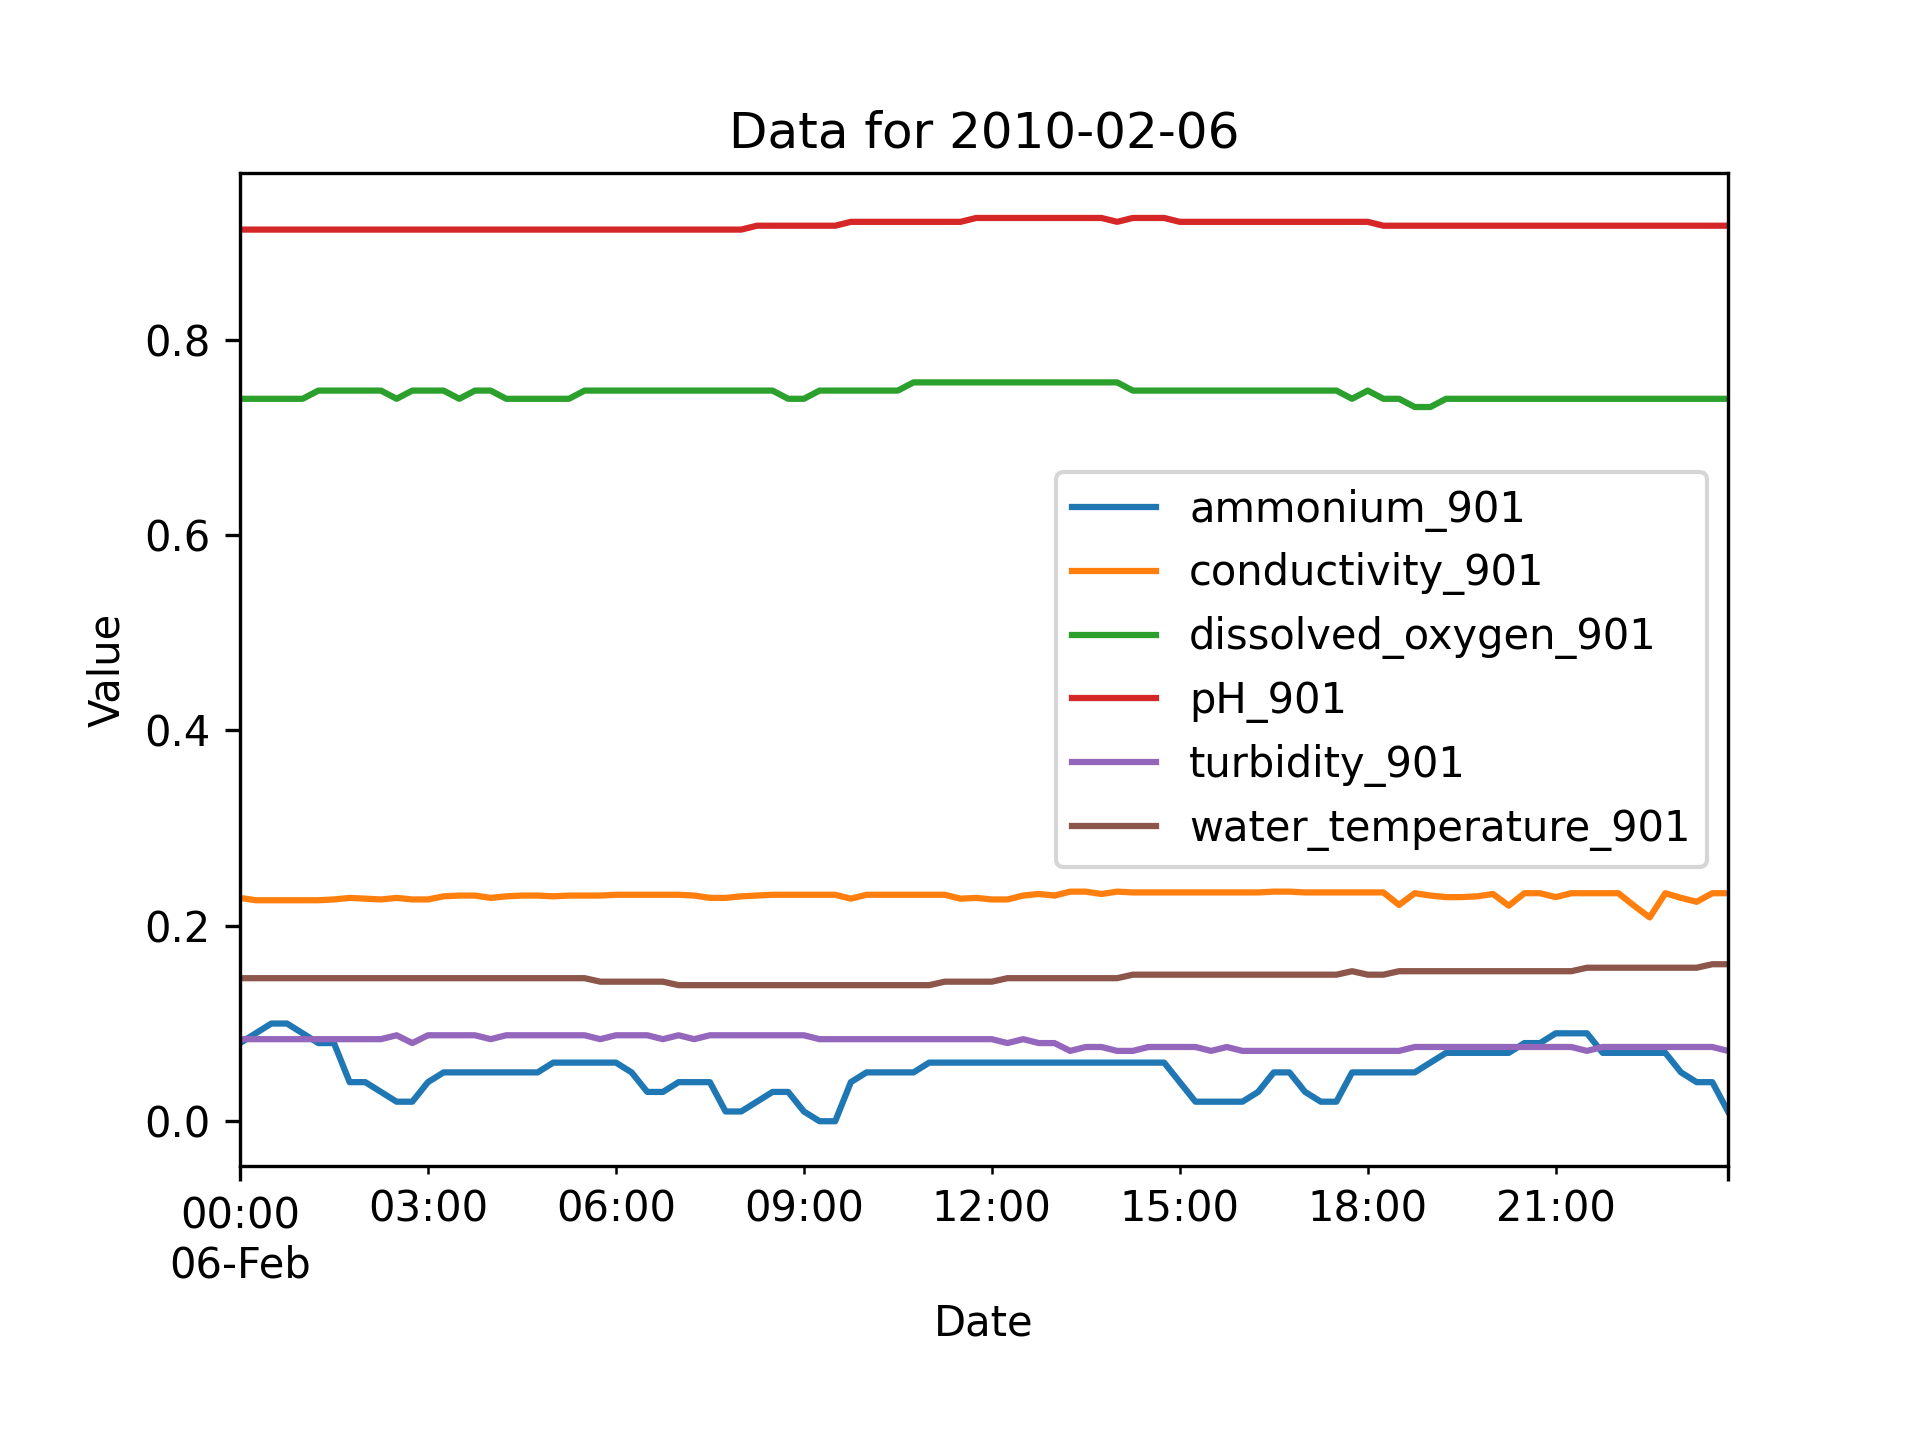 Data for 2010-02-06
Value
0.8
0.6
0.4
0.2
0.0
ammonium_901
conductivity_901
dissolved_oxygen_901
pH_901
turbidity_901
water_temperature_901
00:00 03:00 06:00 09:00 12:00 15:00 18:00 21:00
06-Feb
Date